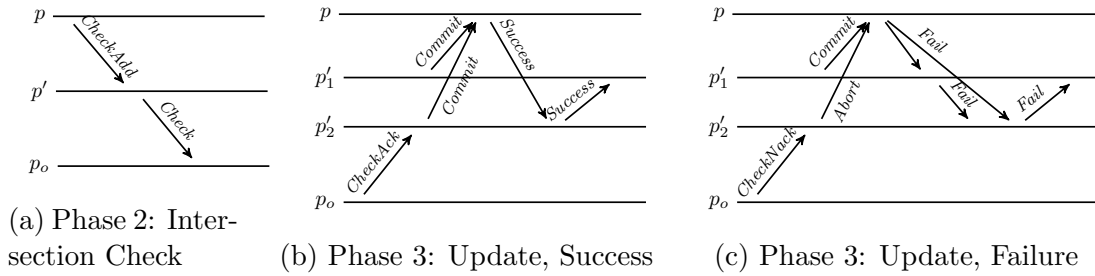 p
CheckAdd
p′
Check
p_o
(a) Phase 2: Inter-
section Check
p
Commit
Success
p′_1
Commit
Success
p′_2
CheckAck
p_o
(b) Phase 3: Update, Success
p
Commit
Fail
p′_1
Abort
Fail
Fail
p′_2
CheckNack
p_o
(c) Phase 3: Update, Failure